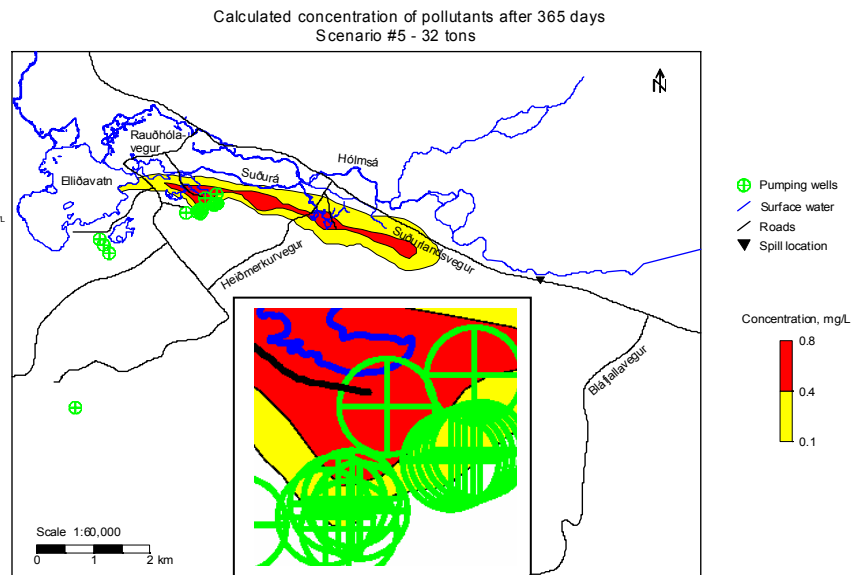 Calculated concentration of pollutants after 365 days
Scenario #5 - 32 tons
N
Rauðhóla-
vegur
Hólmsá
Elliðavatn
Suðurá
L
Suðurlandsvegur
Heiðmerkurvegur
Bláfjallavegur
Pumping wells
Surface water
Roads
Spill location
Concentration, mg/L
0.8
0.4
0.1
Scale 1:60,000
0 1 2 km